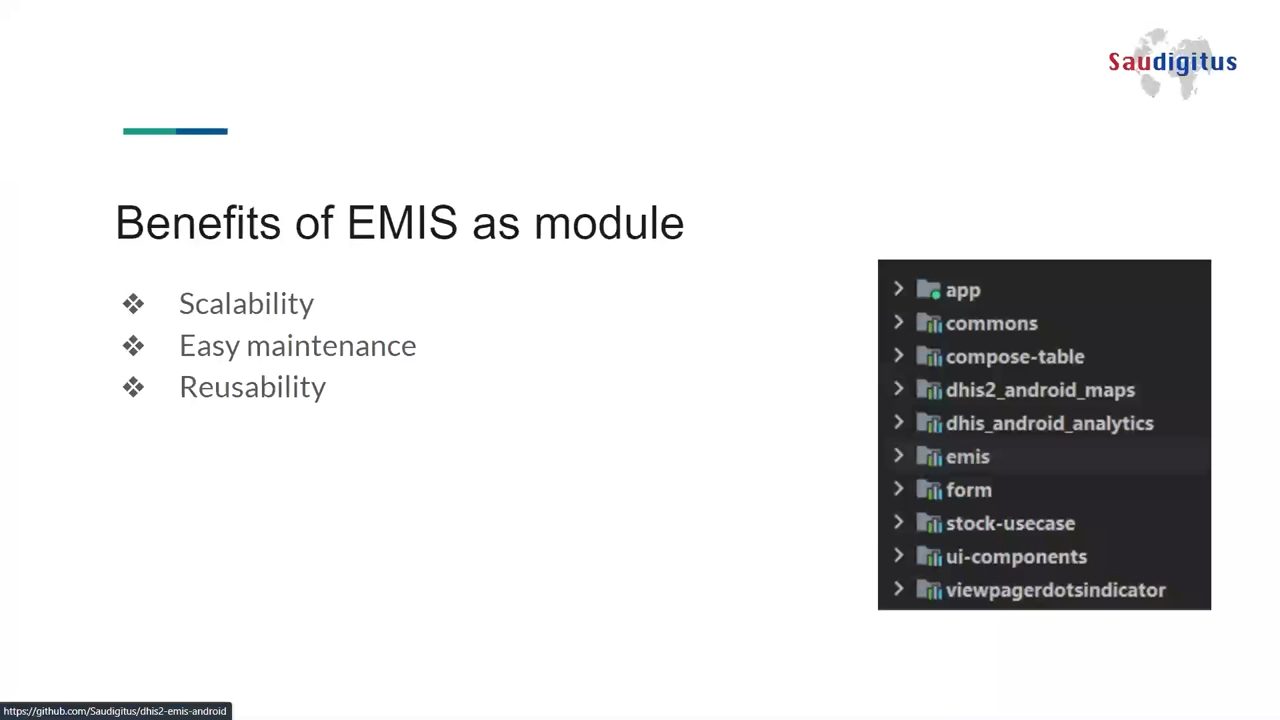 Saudigitus
Benefits of EMIS as module
❖ Scalability
❖ Easy maintenance
❖ Reusability
app
commons
compose-table
dhis2_android_maps
dhis_android_analytics
emis
form
stock-usecase
ui-components
viewpagerdotsindicator
https://github.com/Saudigitus/dhis2-emis-android